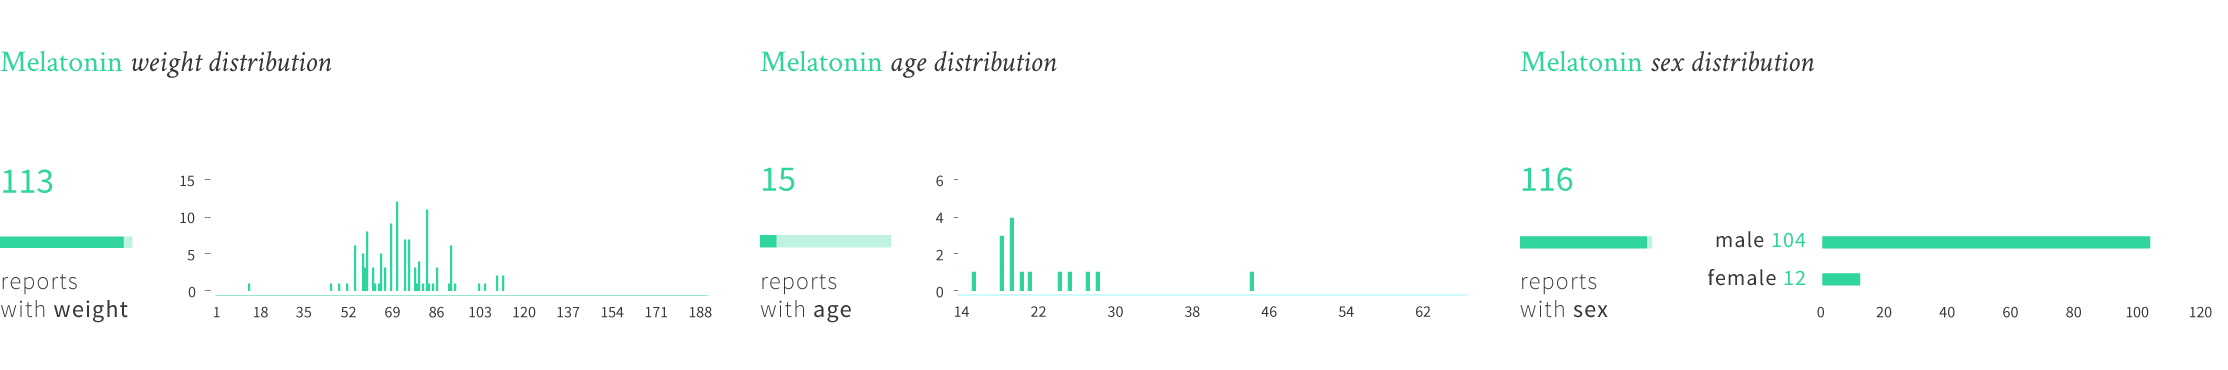 Melatonin weight distribution
113
reports
with weight
15
10
5
0
1 18 35 52 69 86 103 120 137 154 171 188
Melatonin age distribution
15
reports
with age
6
4
2
0
14 22 30 38 46 54 62
Melatonin sex distribution
116
reports
with sex
male 104
female 12
0 20 40 60 80 100 120